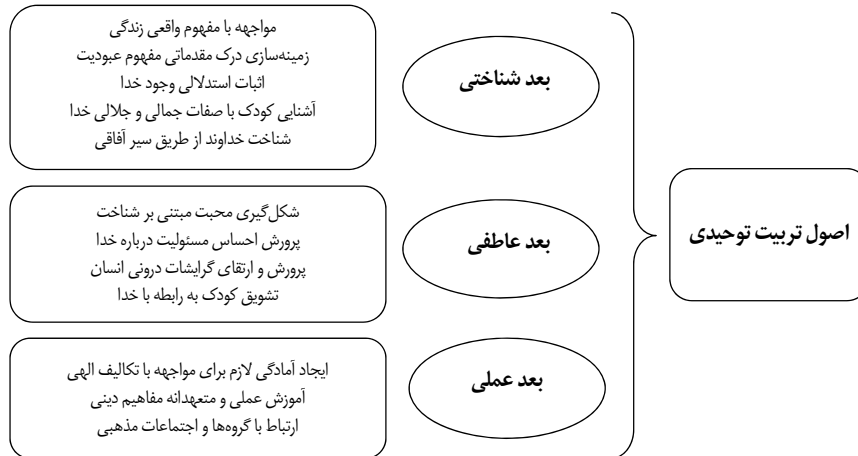 اصول تربیت توحیدی
بعد شناختی
مواجهه با مفهوم واقعی زندگی
زمینه‌سازی درک مقدماتی مفهوم عبودیت
اثبات استدلالی وجود خدا
آشنایی کودک با صفات جمالی و جلالی خدا
شناخت خداوند از طریق سیر آفاقی
بعد عاطفی
شکل‌گیری محبت مبتنی بر شناخت
پرورش احساس مسئولیت درباره خدا
پرورش و ارتقای گرایشات درونی انسان
تشویق کودک به رابطه با خدا
بعد عملی
ایجاد آمادگی لازم برای مواجهه با تکالیف الهی
آموزش عملی و متعهدانه مفاهیم دینی
ارتباط با گروه‌ها و اجتماعات مذهبی